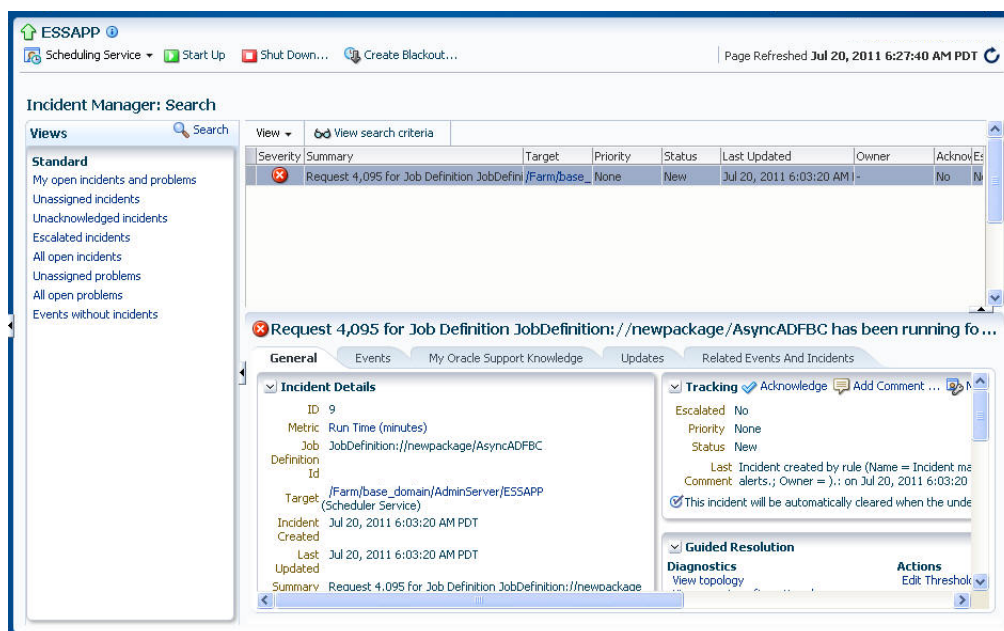 ESSAPP
Scheduling Service Start Up Shut Down... Create Blackout...
Page Refreshed Jul 20, 2011 6:27:40 AM PDT
Incident Manager: Search
Views Search
Standard
My open incidents and problems
Unassigned incidents
Unacknowledged incidents
Escalated incidents
All open incidents
Unassigned problems
All open problems
Events without incidents
View View search criteria
Severity Summary Target Priority Status Last Updated Owner Acknow Es
Request 4,095 for Job Definition JobDefini /Farm/base_ None New Jul 20, 2011 6:03:20 AM - No
Request 4,095 for Job Definition JobDefinition://newpackage/AsyncADFBC has been running fo ...
General Events My Oracle Support Knowledge Updates Related Events And Incidents
Incident Details
ID 9
Metric Run Time (minutes)
Job Definition Id JobDefinition://newpackage/AsyncADFBC
Target /Farm/base_domain/AdminServer/ESSAPP (Scheduler Service)
Incident Created Jul 20, 2011 6:03:20 AM PDT
Last Updated Jul 20, 2011 6:03:20 AM PDT
Summary Request 4,095 for Job Definition JobDefinition://newpackage
Tracking Acknowledge Add Comment ...
Escalated No
Priority None
Status New
Last Comment Incident created by rule (Name = Incident ma
alerts.; Owner = ).: on Jul 20, 2011 6:03:20
This incident will be automatically cleared when the unde
Guided Resolution
Diagnostics Actions
View topology Edit Threshol